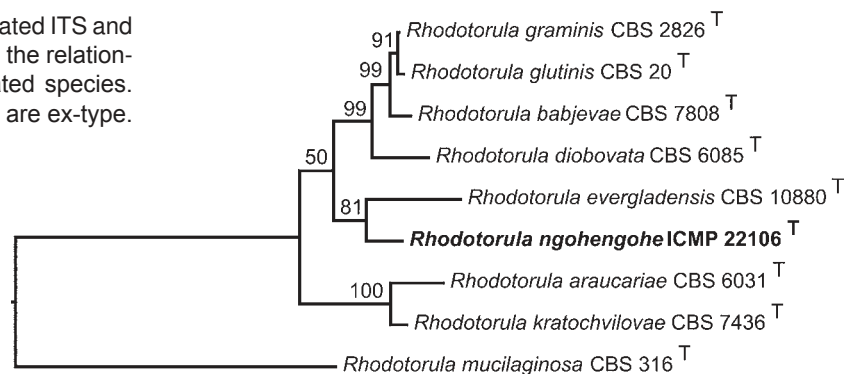 ated ITS and
the relation-
ated species.
are ex-type.
91
Rhodotorula graminis CBS 2826 T
99
Rhodotorula glutinis CBS 20 T
99
Rhodotorula babjevae CBS 7808 T
50
Rhodotorula diobovata CBS 6085 T
81
Rhodotorula evergladensis CBS 10880 T
Rhodotorula ngohengohe ICMP 22106 T
100
Rhodotorula araucariae CBS 6031 T
Rhodotorula kratochvilovae CBS 7436 T
Rhodotorula mucilaginosa CBS 316 T